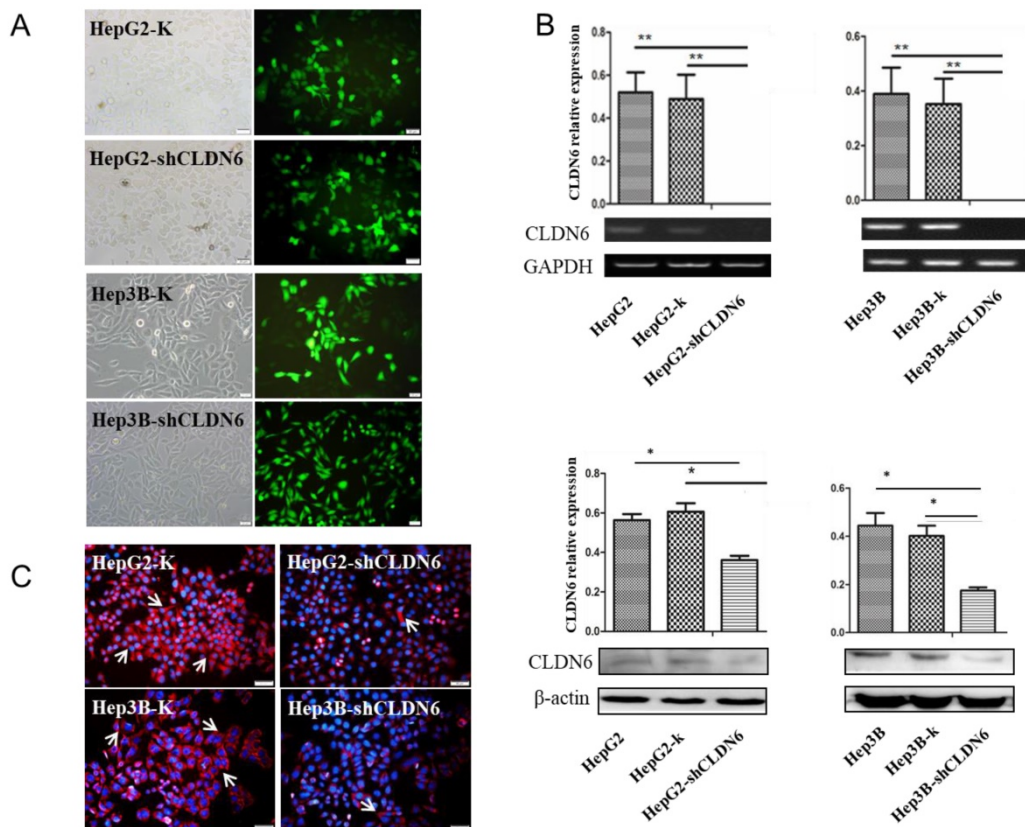 A
HepG2-K
HepG2-shCLDN6
Hep3B-K
Hep3B-shCLDN6
B
CLDN6 relative expression
0.8
0.6
0.4
0.2
0.0
**
**
0.6
0.4
0.2
0.0
**
**
CLDN6
GAPDH
HepG2
HepG2-k
HepG2-shCLDN6
Hep3B
Hep3B-k
Hep3B-shCLDN6
CLDN6 relative expression
0.8
0.6
0.4
0.2
0.0
*
*
0.6
0.4
0.2
0.0
*
*
CLDN6
β-actin
HepG2
HepG2-k
HepG2-shCLDN6
Hep3B
Hep3B-k
Hep3B-shCLDN6
C
HepG2-K
HepG2-shCLDN6
Hep3B-K
Hep3B-shCLDN6